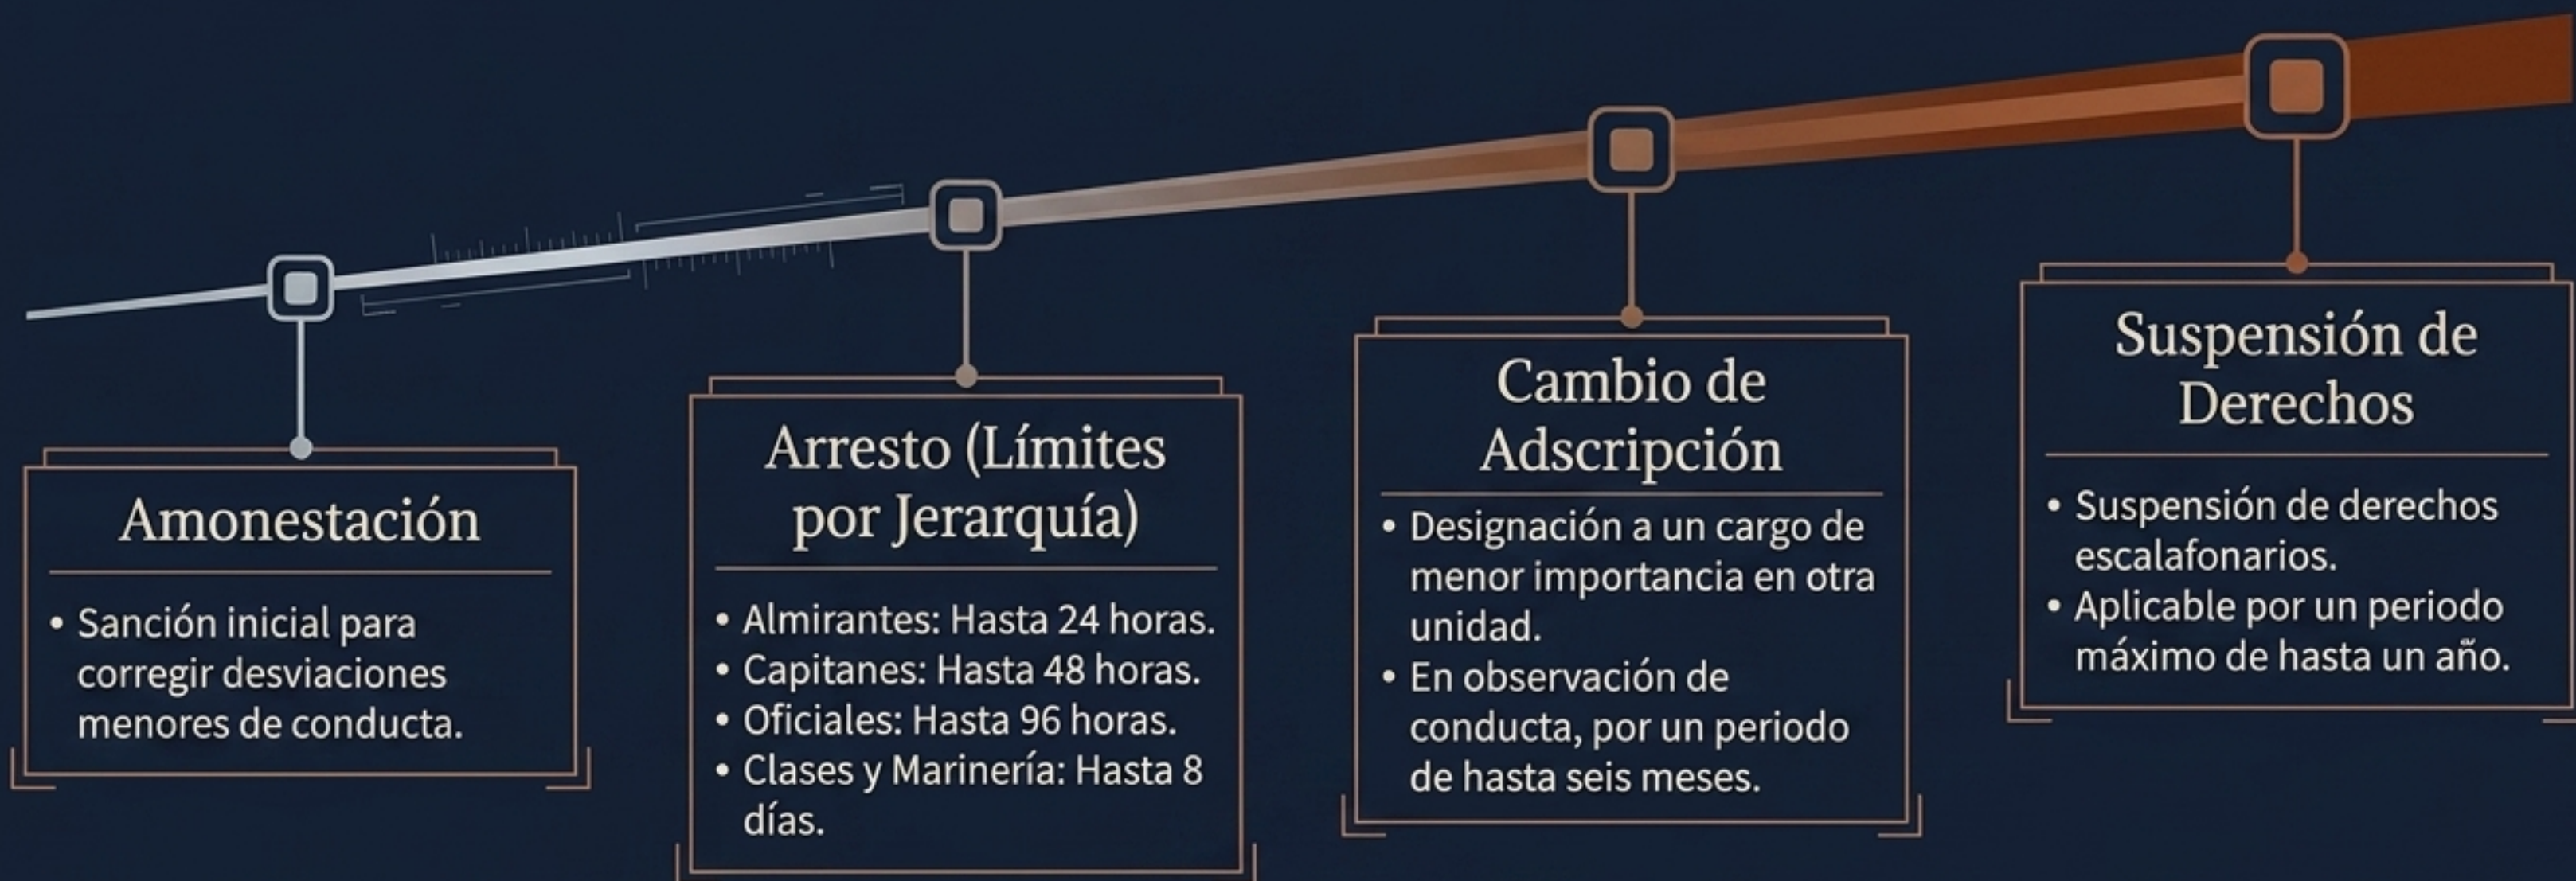 Amonestación
• Sanción inicial para
corregir desviaciones
menores de conducta.
Arresto (Límites
por Jerarquía)
• Almirantes: Hasta 24 horas.
• Capitanes: Hasta 48 horas.
• Oficiales: Hasta 96 horas.
• Clases y Marinería: Hasta 8
días.
Cambio de
Adscripción
• Designación a un cargo de
menor importancia en otra
unidad.
• En observación de
conducta, por un periodo
de hasta seis meses.
Suspensión de
Derechos
• Suspensión de derechos
escalafonarios.
• Aplicable por un periodo
máximo de hasta un año.